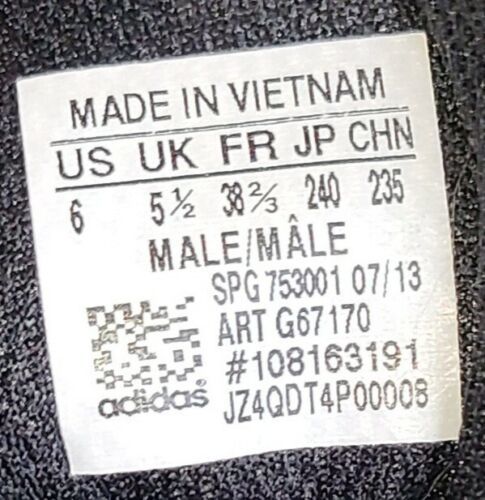 MADE IN VIETNAM
US UK FR JP CHN
6 5½ 38⅔ 240 235
MALE/MÂLE
SPG 753001 07/13
ART G67170
#108163191
adidas®
JZ4QDT4P00008